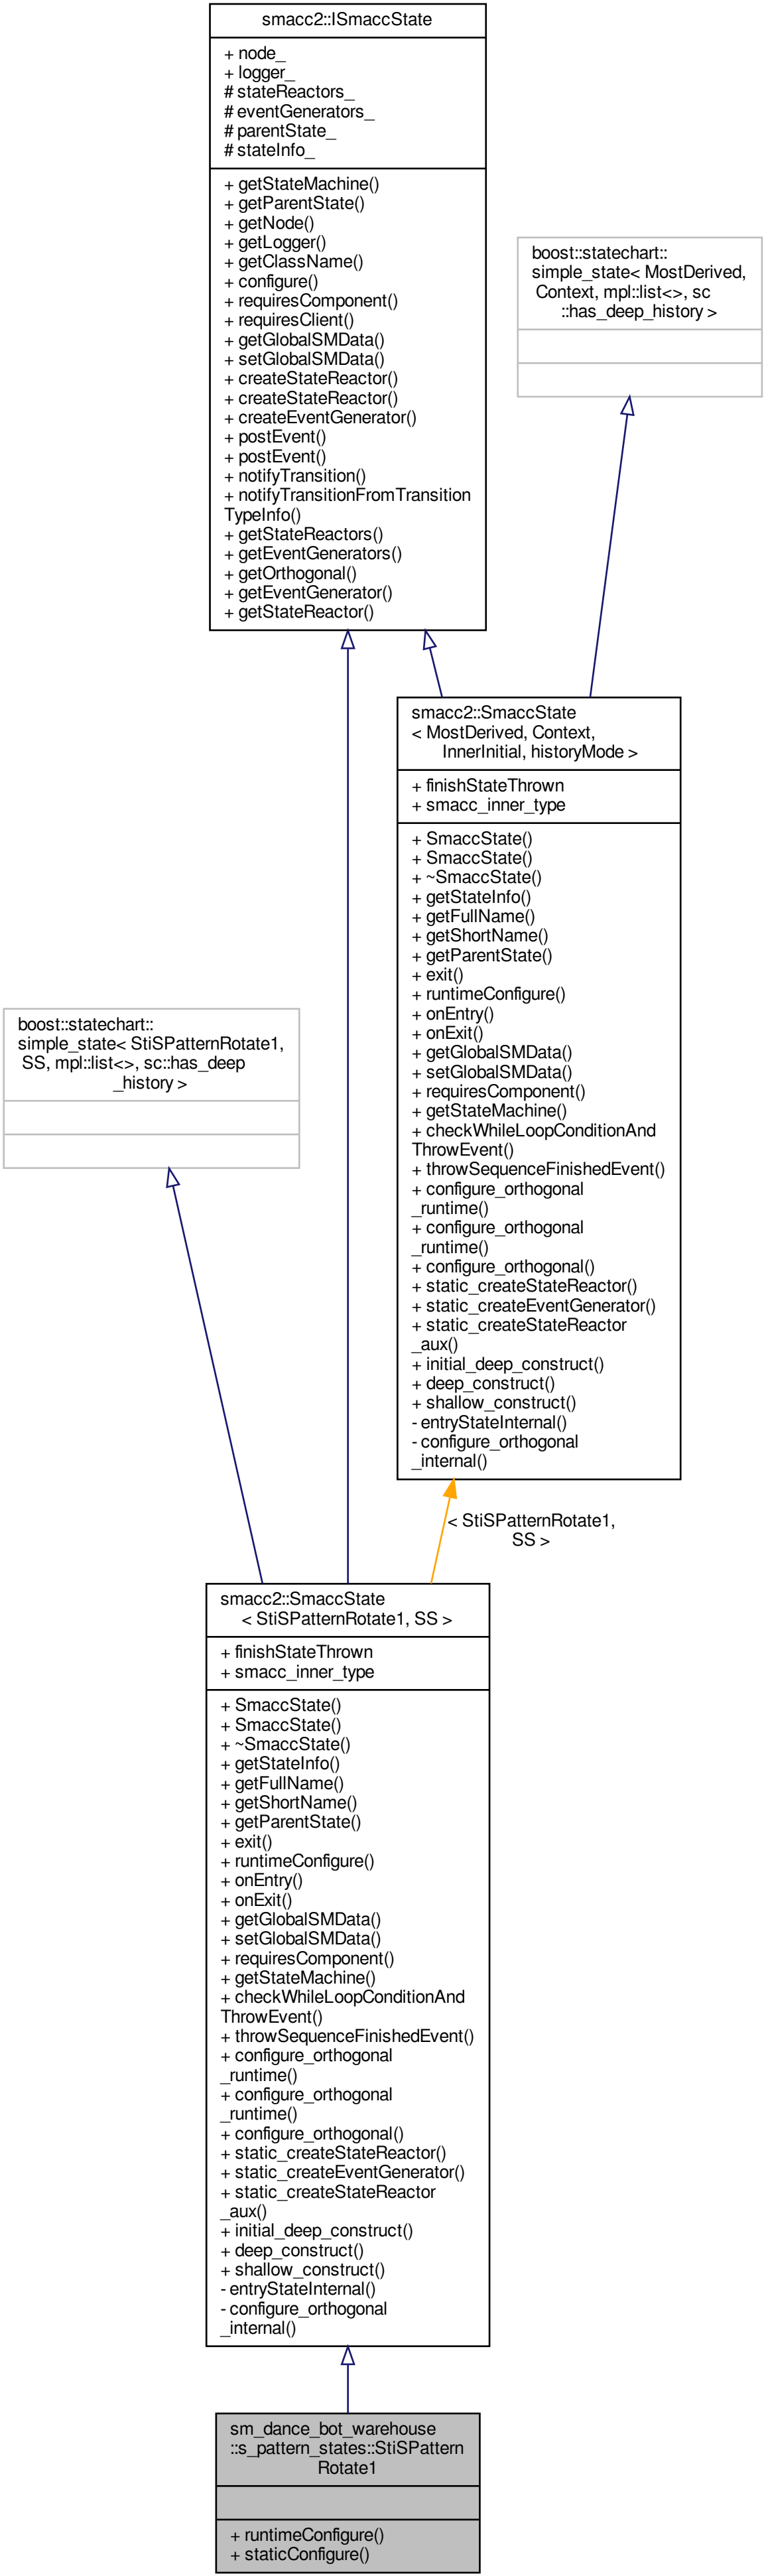 smacc2::ISmaccState
+ node_
+ logger_
# stateReactors_
# eventGenerators_
# parentState_
# stateInfo_
+ getStateMachine()
+ getParentState()
+ getNode()
+ getLogger()
+ getClassName()
+ configure()
+ requiresComponent()
+ requiresClient()
+ getGlobalSMData()
+ setGlobalSMData()
+ createStateReactor()
+ createStateReactor()
+ createEventGenerator()
+ postEvent()
+ postEvent()
+ notifyTransition()
+ notifyTransitionFromTransition
TypeInfo()
+ getStateReactors()
+ getEventGenerators()
+ getOrthogonal()
+ getEventGenerator()
+ getStateReactor()
boost::statechart::
simple_state< MostDerived,
Context, mpl::list<>, sc
::has_deep_history >
smacc2::SmaccState
< MostDerived, Context,
InnerInitial, historyMode >
+ finishStateThrown
+ smacc_inner_type
+ SmaccState()
+ SmaccState()
+ ~SmaccState()
+ getStateInfo()
+ getFullName()
+ getShortName()
+ getParentState()
+ exit()
+ runtimeConfigure()
+ onEntry()
+ onExit()
+ getGlobalSMData()
+ setGlobalSMData()
+ requiresComponent()
+ getStateMachine()
+ checkWhileLoopConditionAnd
ThrowEvent()
+ throwSequenceFinishedEvent()
+ configure_orthogonal
_runtime()
+ configure_orthogonal
_runtime()
+ configure_orthogonal()
+ static_createStateReactor()
+ static_createEventGenerator()
+ static_createStateReactor
_aux()
+ initial_deep_construct()
+ deep_construct()
+ shallow_construct()
- entryStateInternal()
- configure_orthogonal
_internal()
boost::statechart::
simple_state< StiSPatternRotate1,
SS, mpl::list<>, sc::has_deep
_history >
< StiSPatternRotate1,
SS >
smacc2::SmaccState
< StiSPatternRotate1, SS >
+ finishStateThrown
+ smacc_inner_type
+ SmaccState()
+ SmaccState()
+ ~SmaccState()
+ getStateInfo()
+ getFullName()
+ getShortName()
+ getParentState()
+ exit()
+ runtimeConfigure()
+ onEntry()
+ onExit()
+ getGlobalSMData()
+ setGlobalSMData()
+ requiresComponent()
+ getStateMachine()
+ checkWhileLoopConditionAnd
ThrowEvent()
+ throwSequenceFinishedEvent()
+ configure_orthogonal
_runtime()
+ configure_orthogonal
_runtime()
+ configure_orthogonal()
+ static_createStateReactor()
+ static_createEventGenerator()
+ static_createStateReactor
_aux()
+ initial_deep_construct()
+ deep_construct()
+ shallow_construct()
- entryStateInternal()
- configure_orthogonal
_internal()
sm_dance_bot_warehouse
::s_pattern_states::StiSPattern
Rotate1
+ runtimeConfigure()
+ staticConfigure()